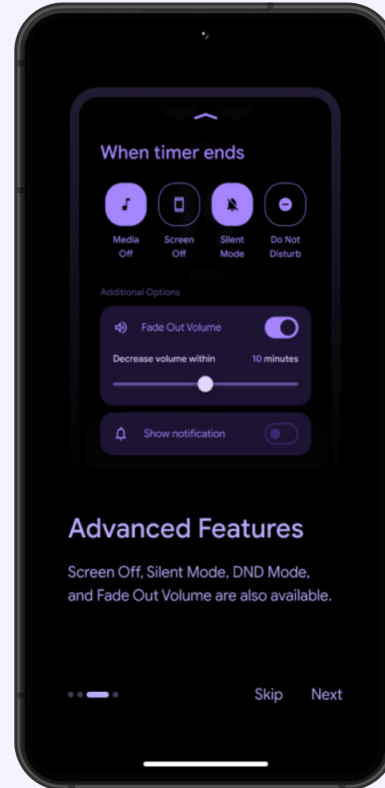 When timer ends
Media
Off
Screen
Off
Silent
Mode
Do Not
Disturb
Additional Options
Fade Out Volume
Decrease volume within 10 minutes
Show notification
Advanced Features
Screen Off, Silent Mode, DND Mode,
and Fade Out Volume are also available.
Skip Next